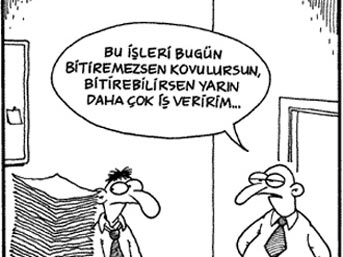 BU İŞLERİ BUGÜN
BİTİREMEZSEN KOVULURSUN,
BİTİREBİLİRSEN YARIN
DAHA ÇOK İŞ VERİRİM...